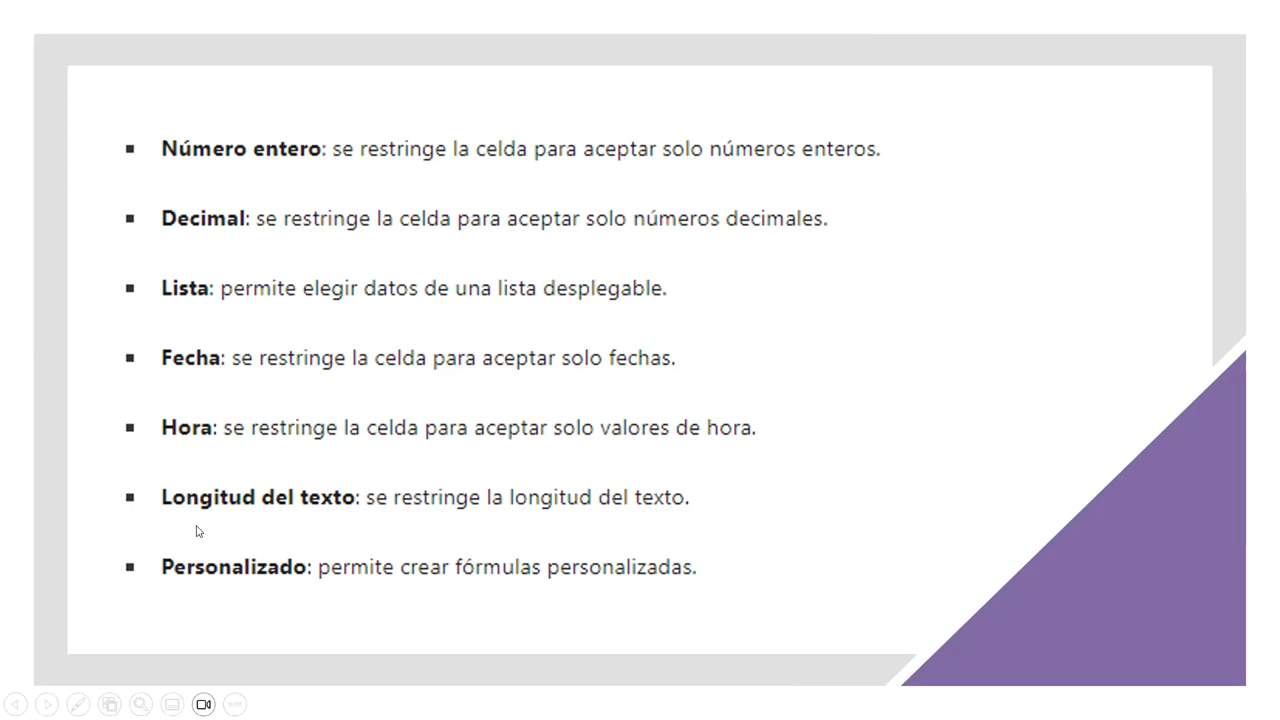 ▪ Número entero: se restringe la celda para aceptar solo números enteros.
▪ Decimal: se restringe la celda para aceptar solo números decimales.
▪ Lista: permite elegir datos de una lista desplegable.
▪ Fecha: se restringe la celda para aceptar solo fechas.
▪ Hora: se restringe la celda para aceptar solo valores de hora.
▪ Longitud del texto: se restringe la longitud del texto.
▪ Personalizado: permite crear fórmulas personalizadas.